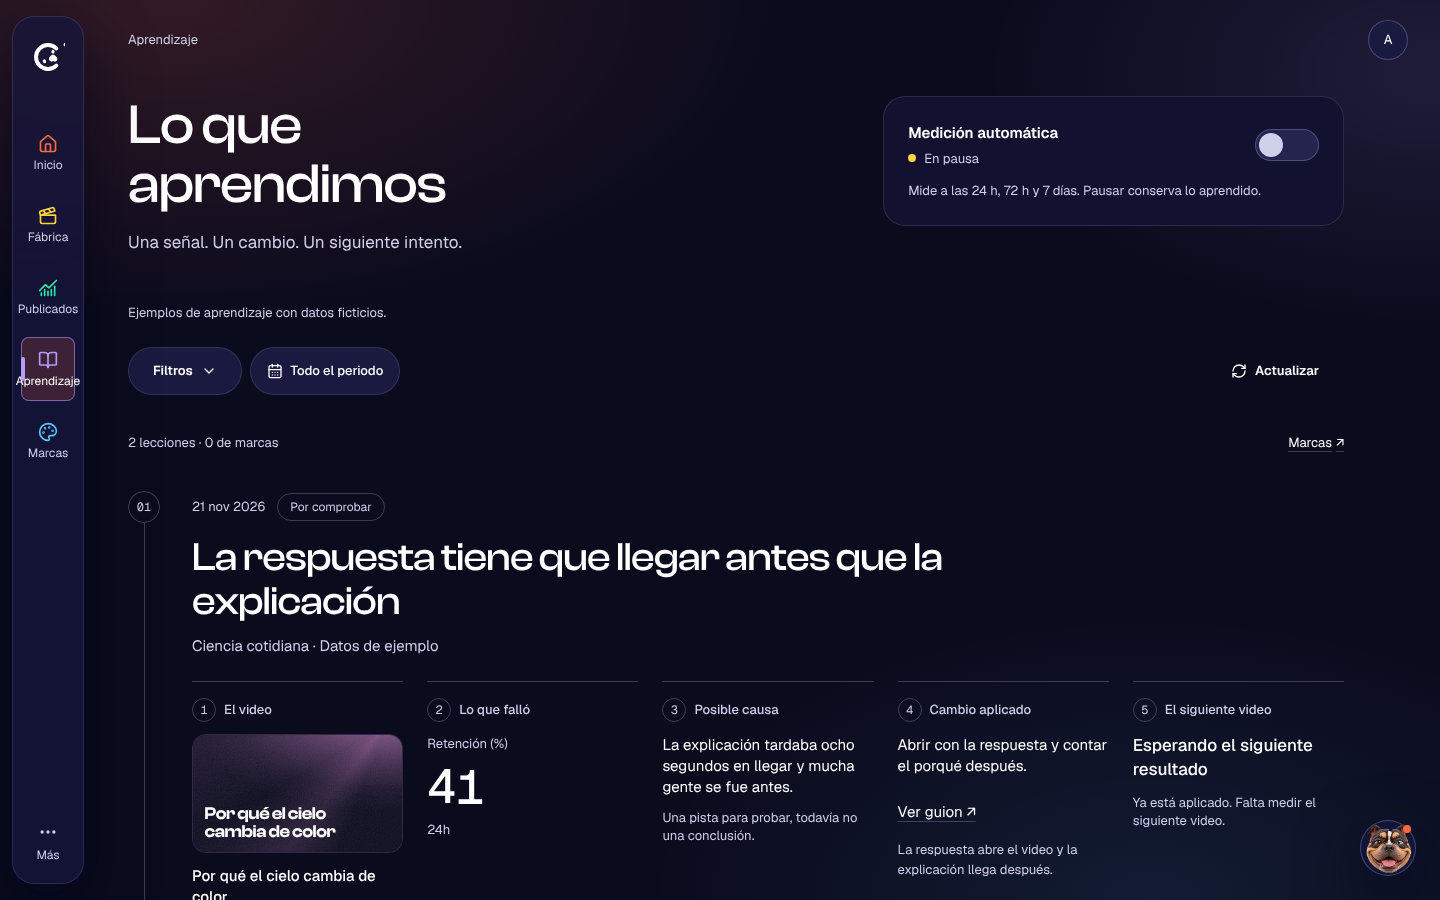 Aprendizaje
A
Inicio
Fábrica
Publicados
Aprendizaje
Marcas
Más
Lo que
aprendimos
Una señal. Un cambio. Un siguiente intento.
Medición automática
En pausa
Mide a las 24 h, 72 h y 7 días. Pausar conserva lo aprendido.
Ejemplos de aprendizaje con datos ficticios.
Filtros
Todo el periodo
Actualizar
2 lecciones · 0 de marcas
Marcas
01
21 nov 2026
Por comprobar
La respuesta tiene que llegar antes que la
explicación
Ciencia cotidiana · Datos de ejemplo
1 El video
Por qué el cielo
cambia de color
Por qué el cielo cambia de
color
2 Lo que falló
Retención (%)
41
24h
3 Posible causa
La explicación tardaba ocho
segundos en llegar y mucha
gente se fue antes.
Una pista para probar, todavía no
una conclusión.
4 Cambio aplicado
Abrir con la respuesta y contar
el porqué después.
Ver guion
La respuesta abre el video y la
explicación llega después.
5 El siguiente video
Esperando el siguiente
resultado
Ya está aplicado. Falta medir el
siguiente video.